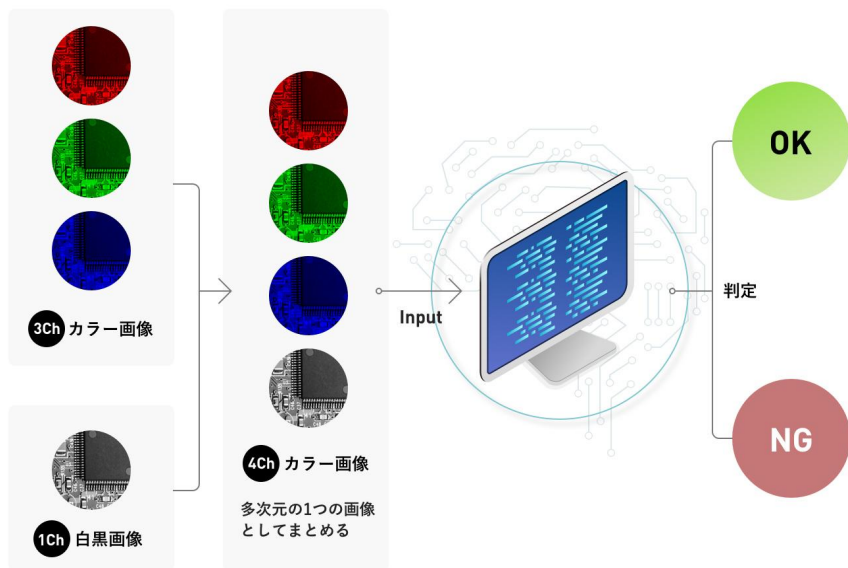 3Ch カラー画像
1Ch 白黒画像
4Ch カラー画像
多次元の1つの画像
としてまとめる
Input
判定
OK
NG